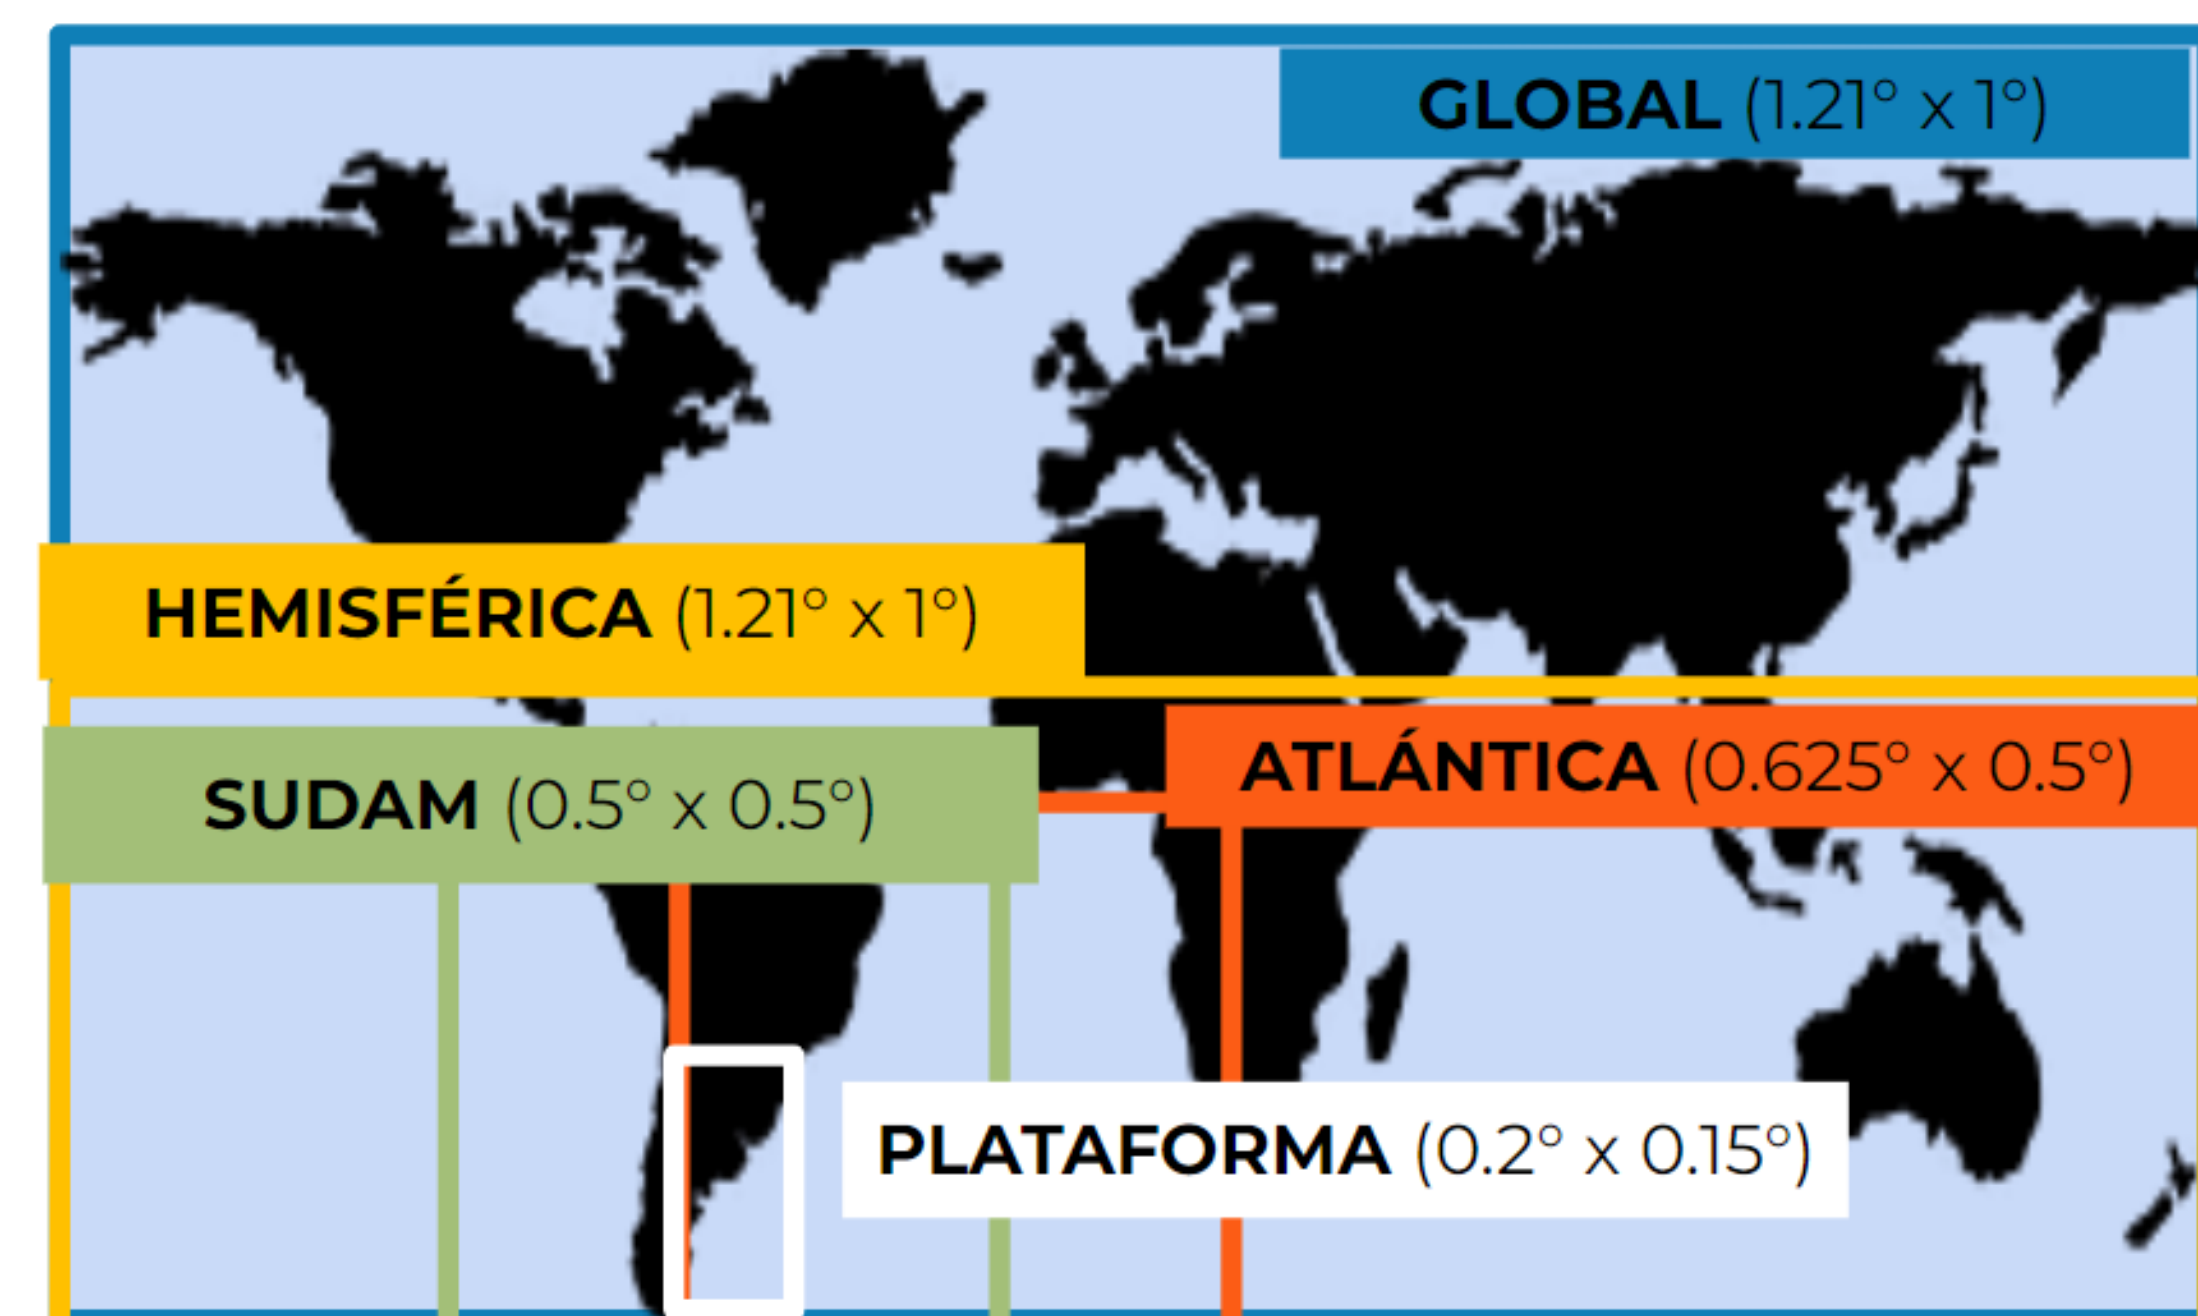 GLOBAL (1.21° x 1°)
HEMISFÉRICA (1.21° x 1°)
SUDAM (0.5° x 0.5°)
ATLÁNTICA (0.625° x 0.5°)
PLATAFORMA (0.2° x 0.15°)